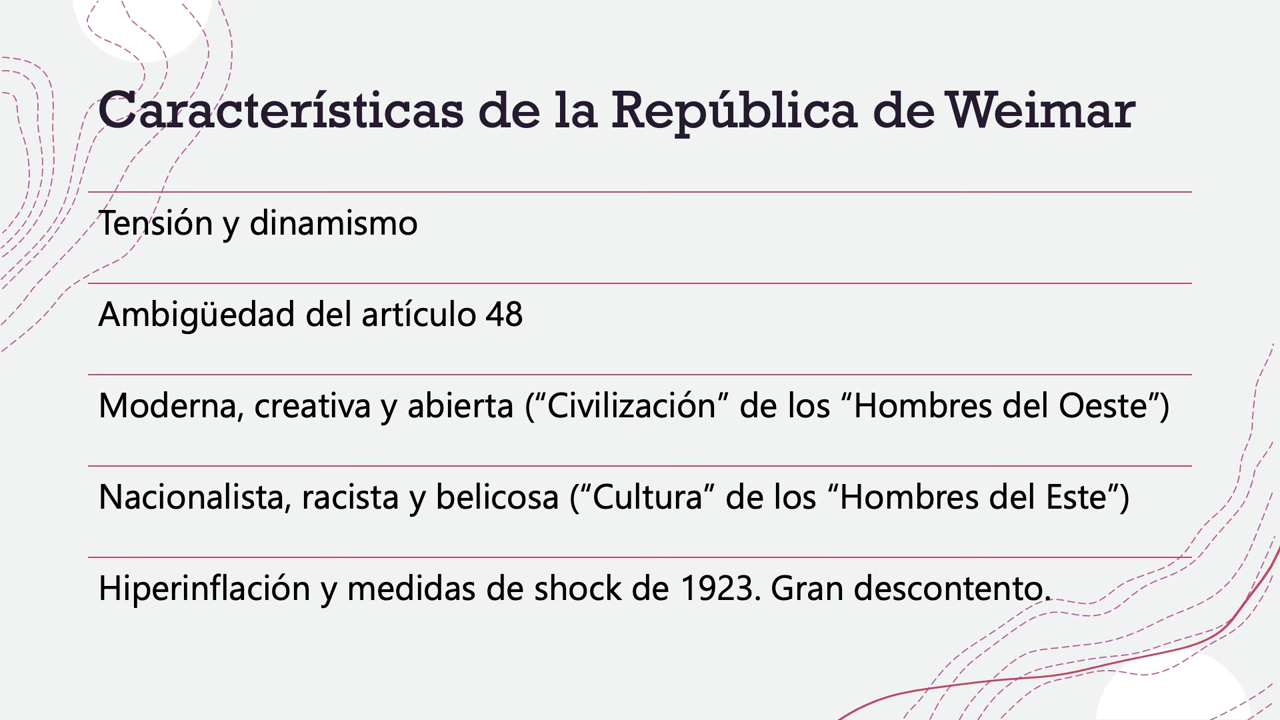 Características de la República de Weimar
Tensión y dinamismo
Ambigüedad del artículo 48
Moderna, creativa y abierta (“Civilización” de los “Hombres del Oeste”)
Nacionalista, racista y belicosa (“Cultura” de los “Hombres del Este”)
Hiperinflación y medidas de shock de 1923. Gran descontento.